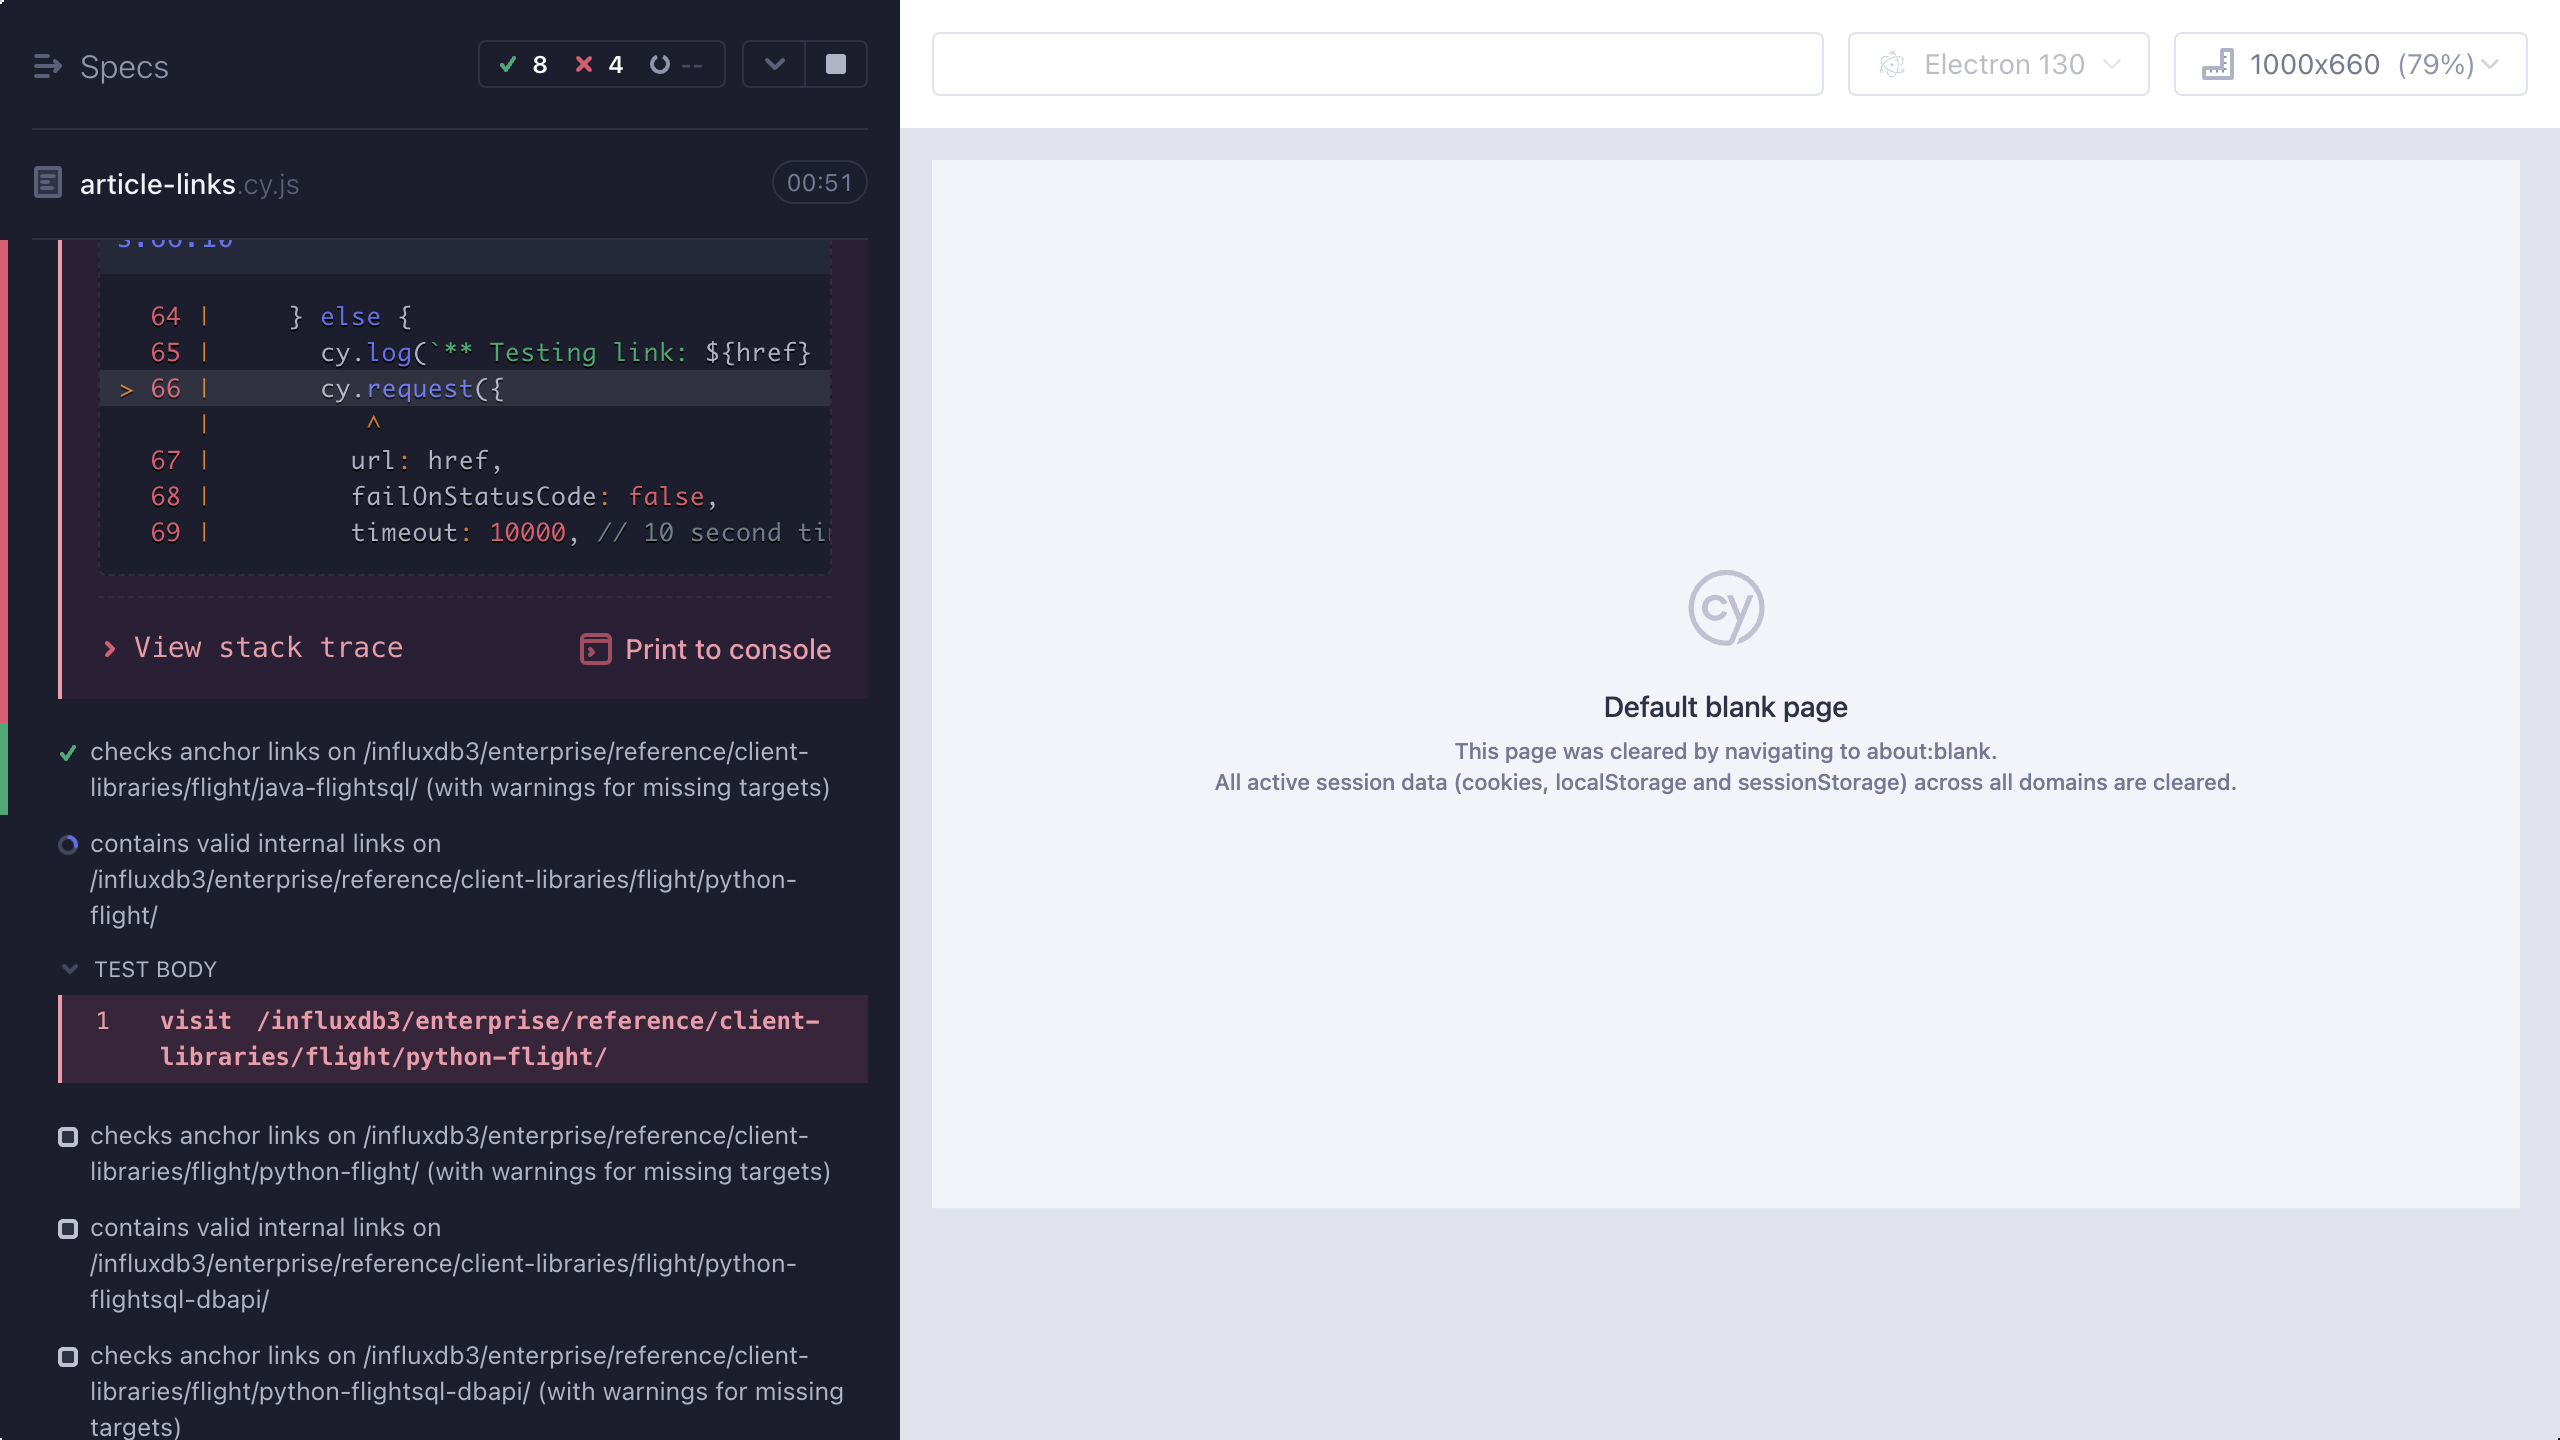 Specs
8 4 --
article-links.cy.js
00:51
64 | } else {
65 | cy.log(`** Testing link: ${href}
> 66 | cy.request({
| ^
67 | url: href,
68 | failOnStatusCode: false,
69 | timeout: 10000, // 10 second
View stack trace
Print to console
checks anchor links on /influxdb3/enterprise/reference/client-
libraries/flight/java-flightsql/ (with warnings for missing targets)
contains valid internal links on
/influxdb3/enterprise/reference/client-libraries/flight/python-
flight/
TEST BODY
1 visit /influxdb3/enterprise/reference/client-
libraries/flight/python-flight/
checks anchor links on /influxdb3/enterprise/reference/client-
libraries/flight/python-flight/ (with warnings for missing targets)
contains valid internal links on
/influxdb3/enterprise/reference/client-libraries/flight/python-
flightsql-dbapi/
checks anchor links on /influxdb3/enterprise/reference/client-
libraries/flight/python-flightsql-dbapi/ (with warnings for missing
targets)
Electron 130
1000x660 (79%)
cy
Default blank page
This page was cleared by navigating to about:blank.
All active session data (cookies, localStorage and sessionStorage) across all domains are cleared.